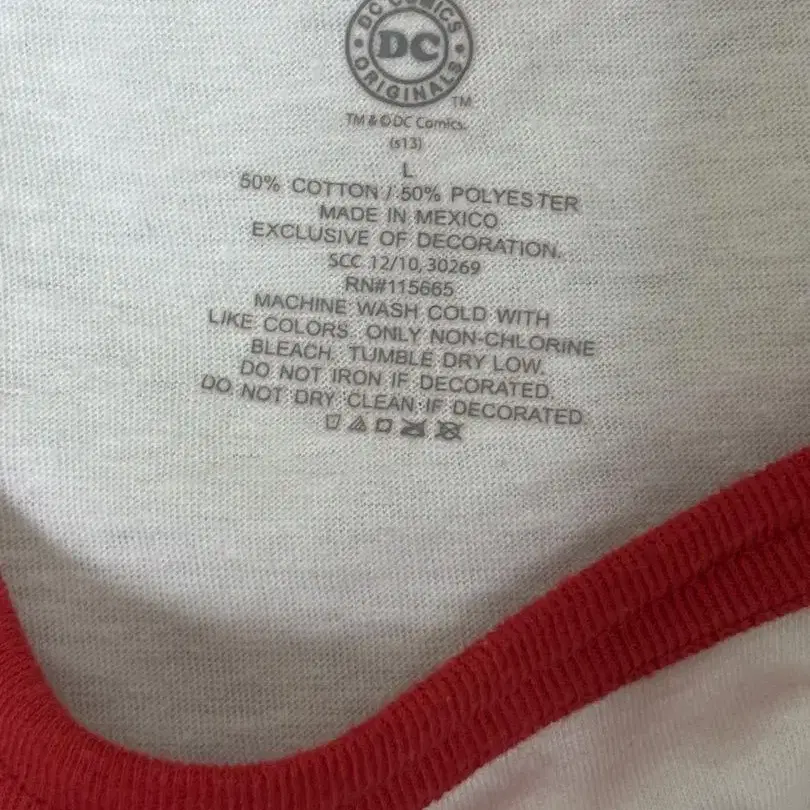 DC COMICS
DC
ORIGINALS
TM
TM & © DC Comics.
(s13)
L
50% COTTON / 50% POLYESTER
MADE IN MEXICO
EXCLUSIVE OF DECORATION.
SCC 12/10, 30269
RN#115665
MACHINE WASH COLD WITH
LIKE COLORS. ONLY NON-CHLORINE
BLEACH. TUMBLE DRY LOW.
DO NOT IRON IF DECORATED.
DO NOT DRY CLEAN IF DECORATED.